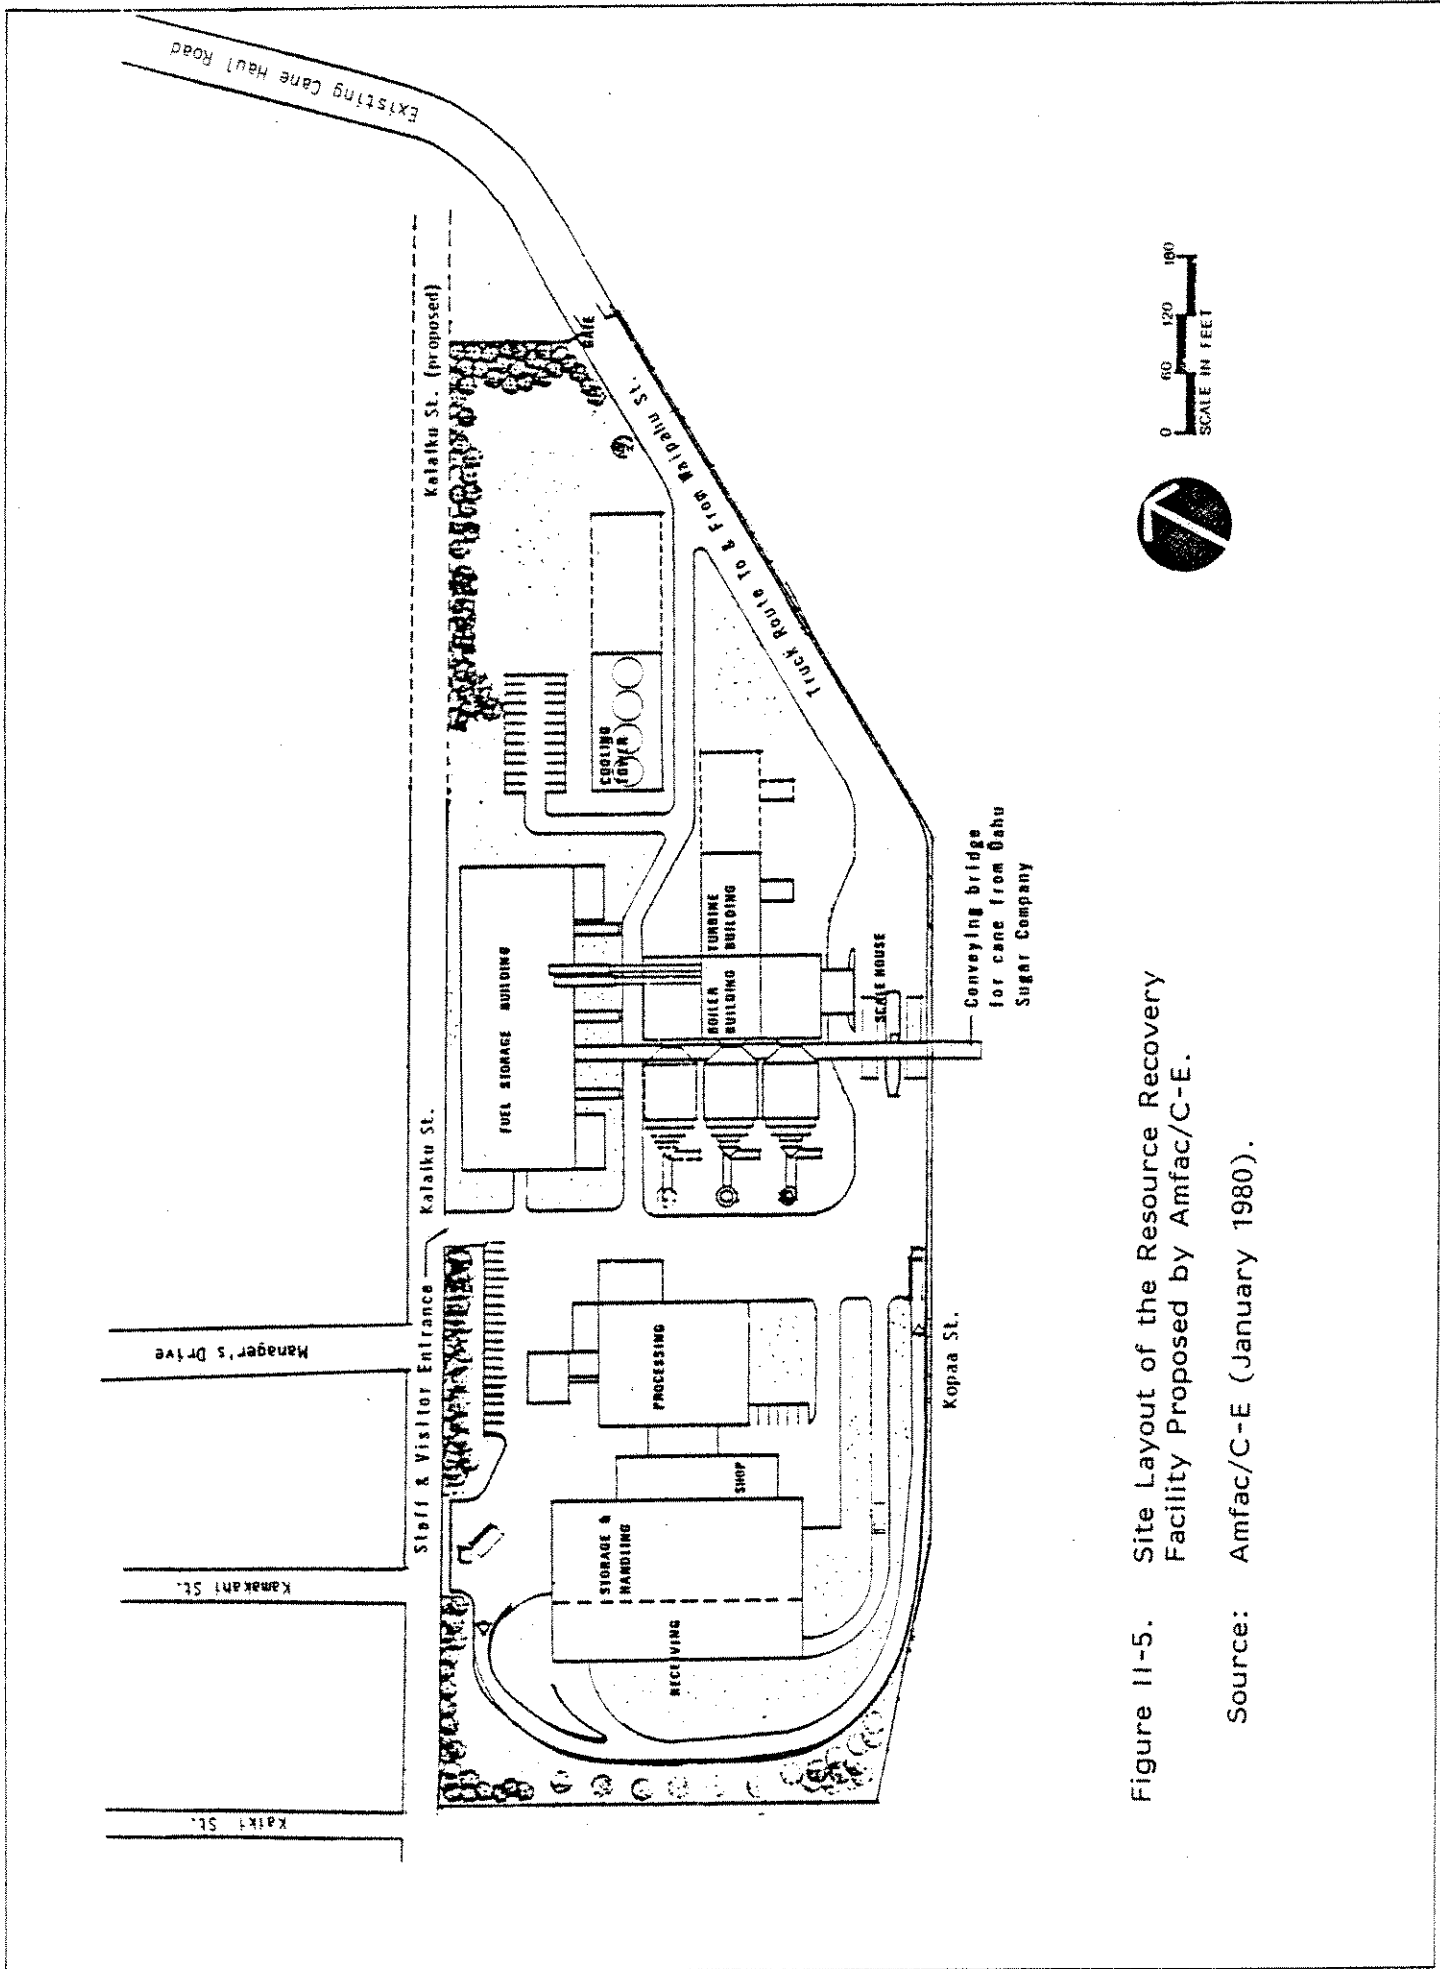 Existing Cane Haul Road
Kalaiku St. (proposed)
GATE
Truck Route To & From Waipahu St.
COOLING
TOWER
FUEL STORAGE BUILDING
TURBINE
BUILDING
BOILER
BUILDING
SCALE HOUSE
Conveying bridge
for cane from Oahu
Sugar Company
Kalaiku St.
Staff & Visitor Entrance
Manager's Drive
Kamakani St.
Kaiki St.
PROCESSING
SHOP
STORAGE &
HANDLING
RECEIVING
Kopaa St.
0 60 120 180
SCALE IN FEET
Figure II-5. Site Layout of the Resource Recovery
Facility Proposed by Amfac/C-E.
Source: Amfac/C-E (January 1980).